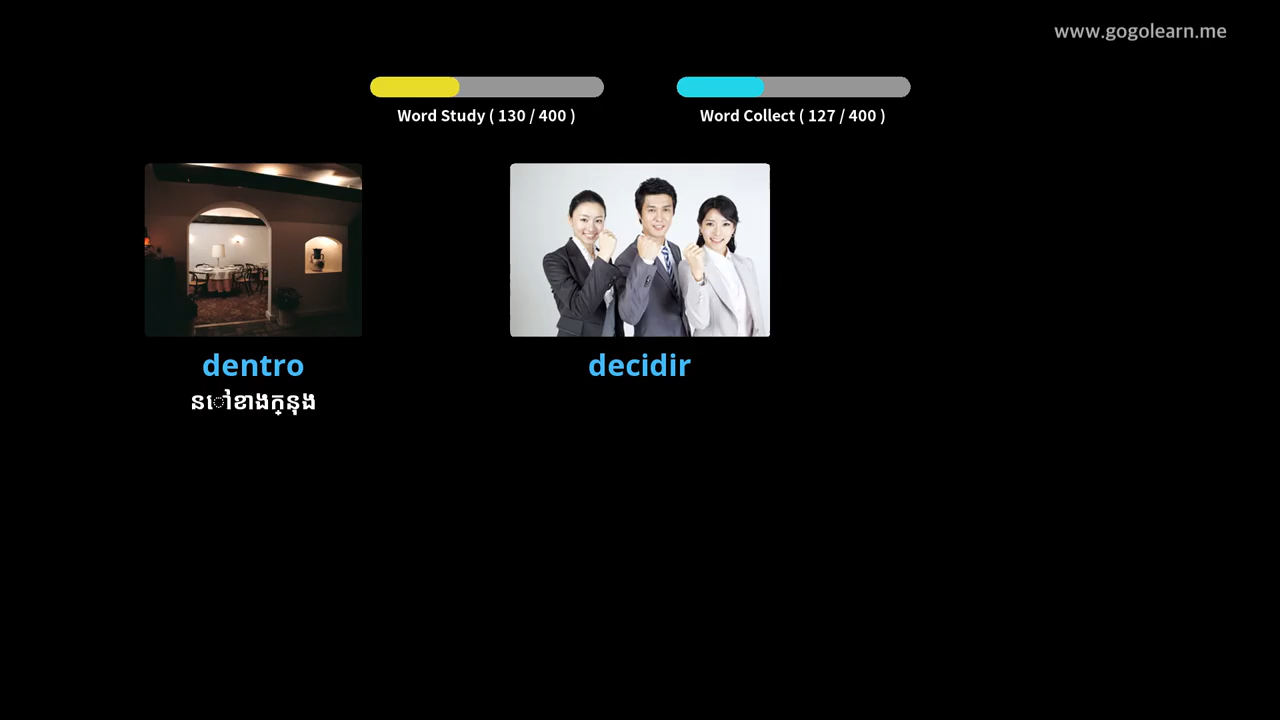 www.gogolearn.me
Word Study ( 130 / 400 )
Word Collect ( 127 / 400 )
dentro
decidir
នៅខាងក្នុង